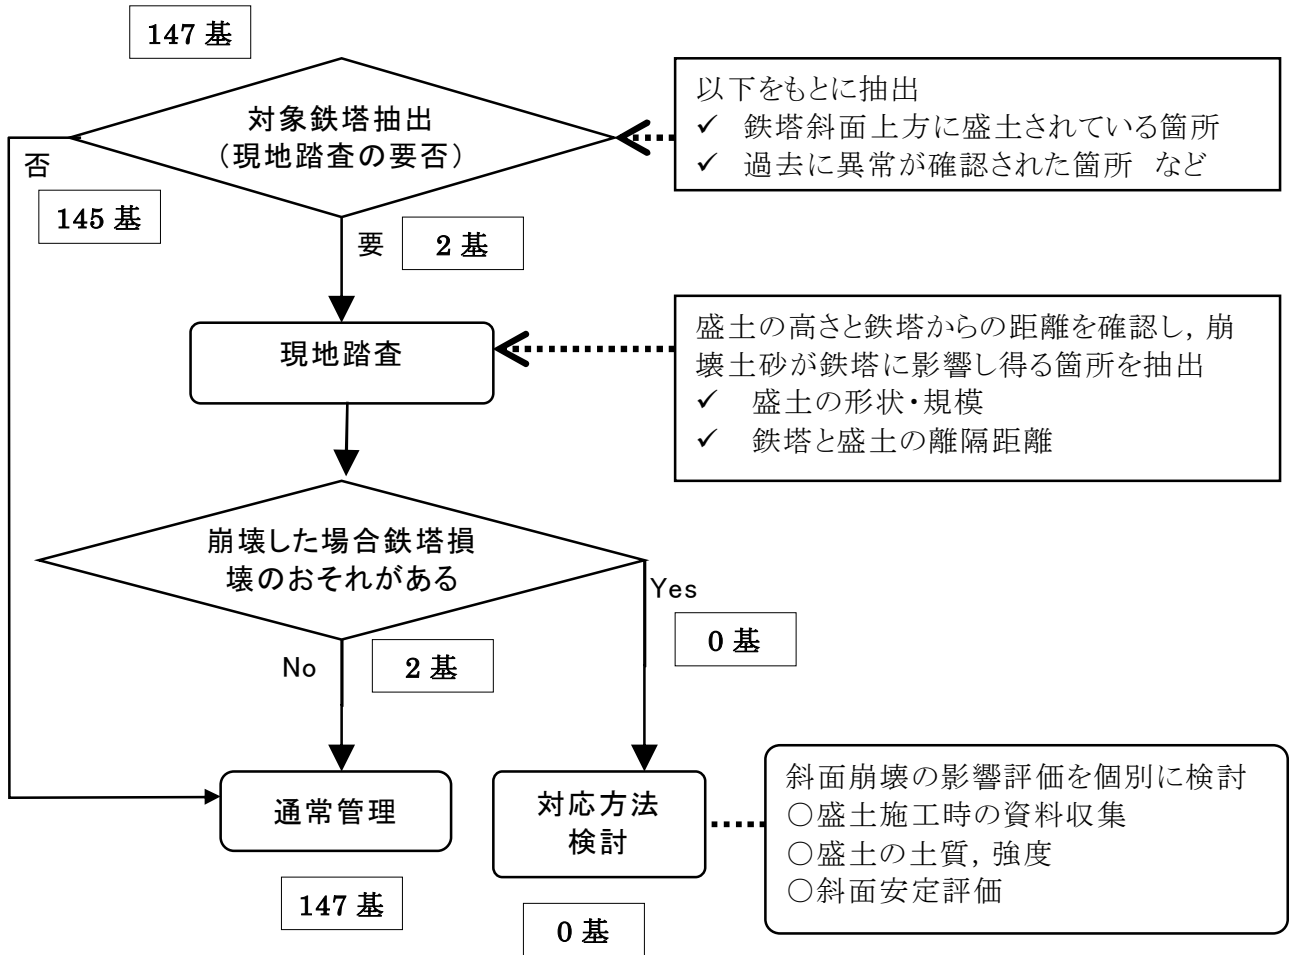 147 基
対象鉄塔抽出
（現地踏査の要否）
以下をもとに抽出
✓ 鉄塔斜面上方に盛土されている箇所
✓ 過去に異常が確認された箇所 など
否
145 基
要
2 基
現地踏査
盛土の高さと鉄塔からの距離を確認し，崩
壊土砂が鉄塔に影響し得る箇所を抽出
✓ 盛土の形状・規模
✓ 鉄塔と盛土の離隔距離
崩壊した場合鉄塔損
壊のおそれがある
Yes
0 基
No
2 基
通常管理
147 基
対応方法
検討
0 基
斜面崩壊の影響評価を個別に検討
○盛土施工時の資料収集
○盛土の土質，強度
○斜面安定評価